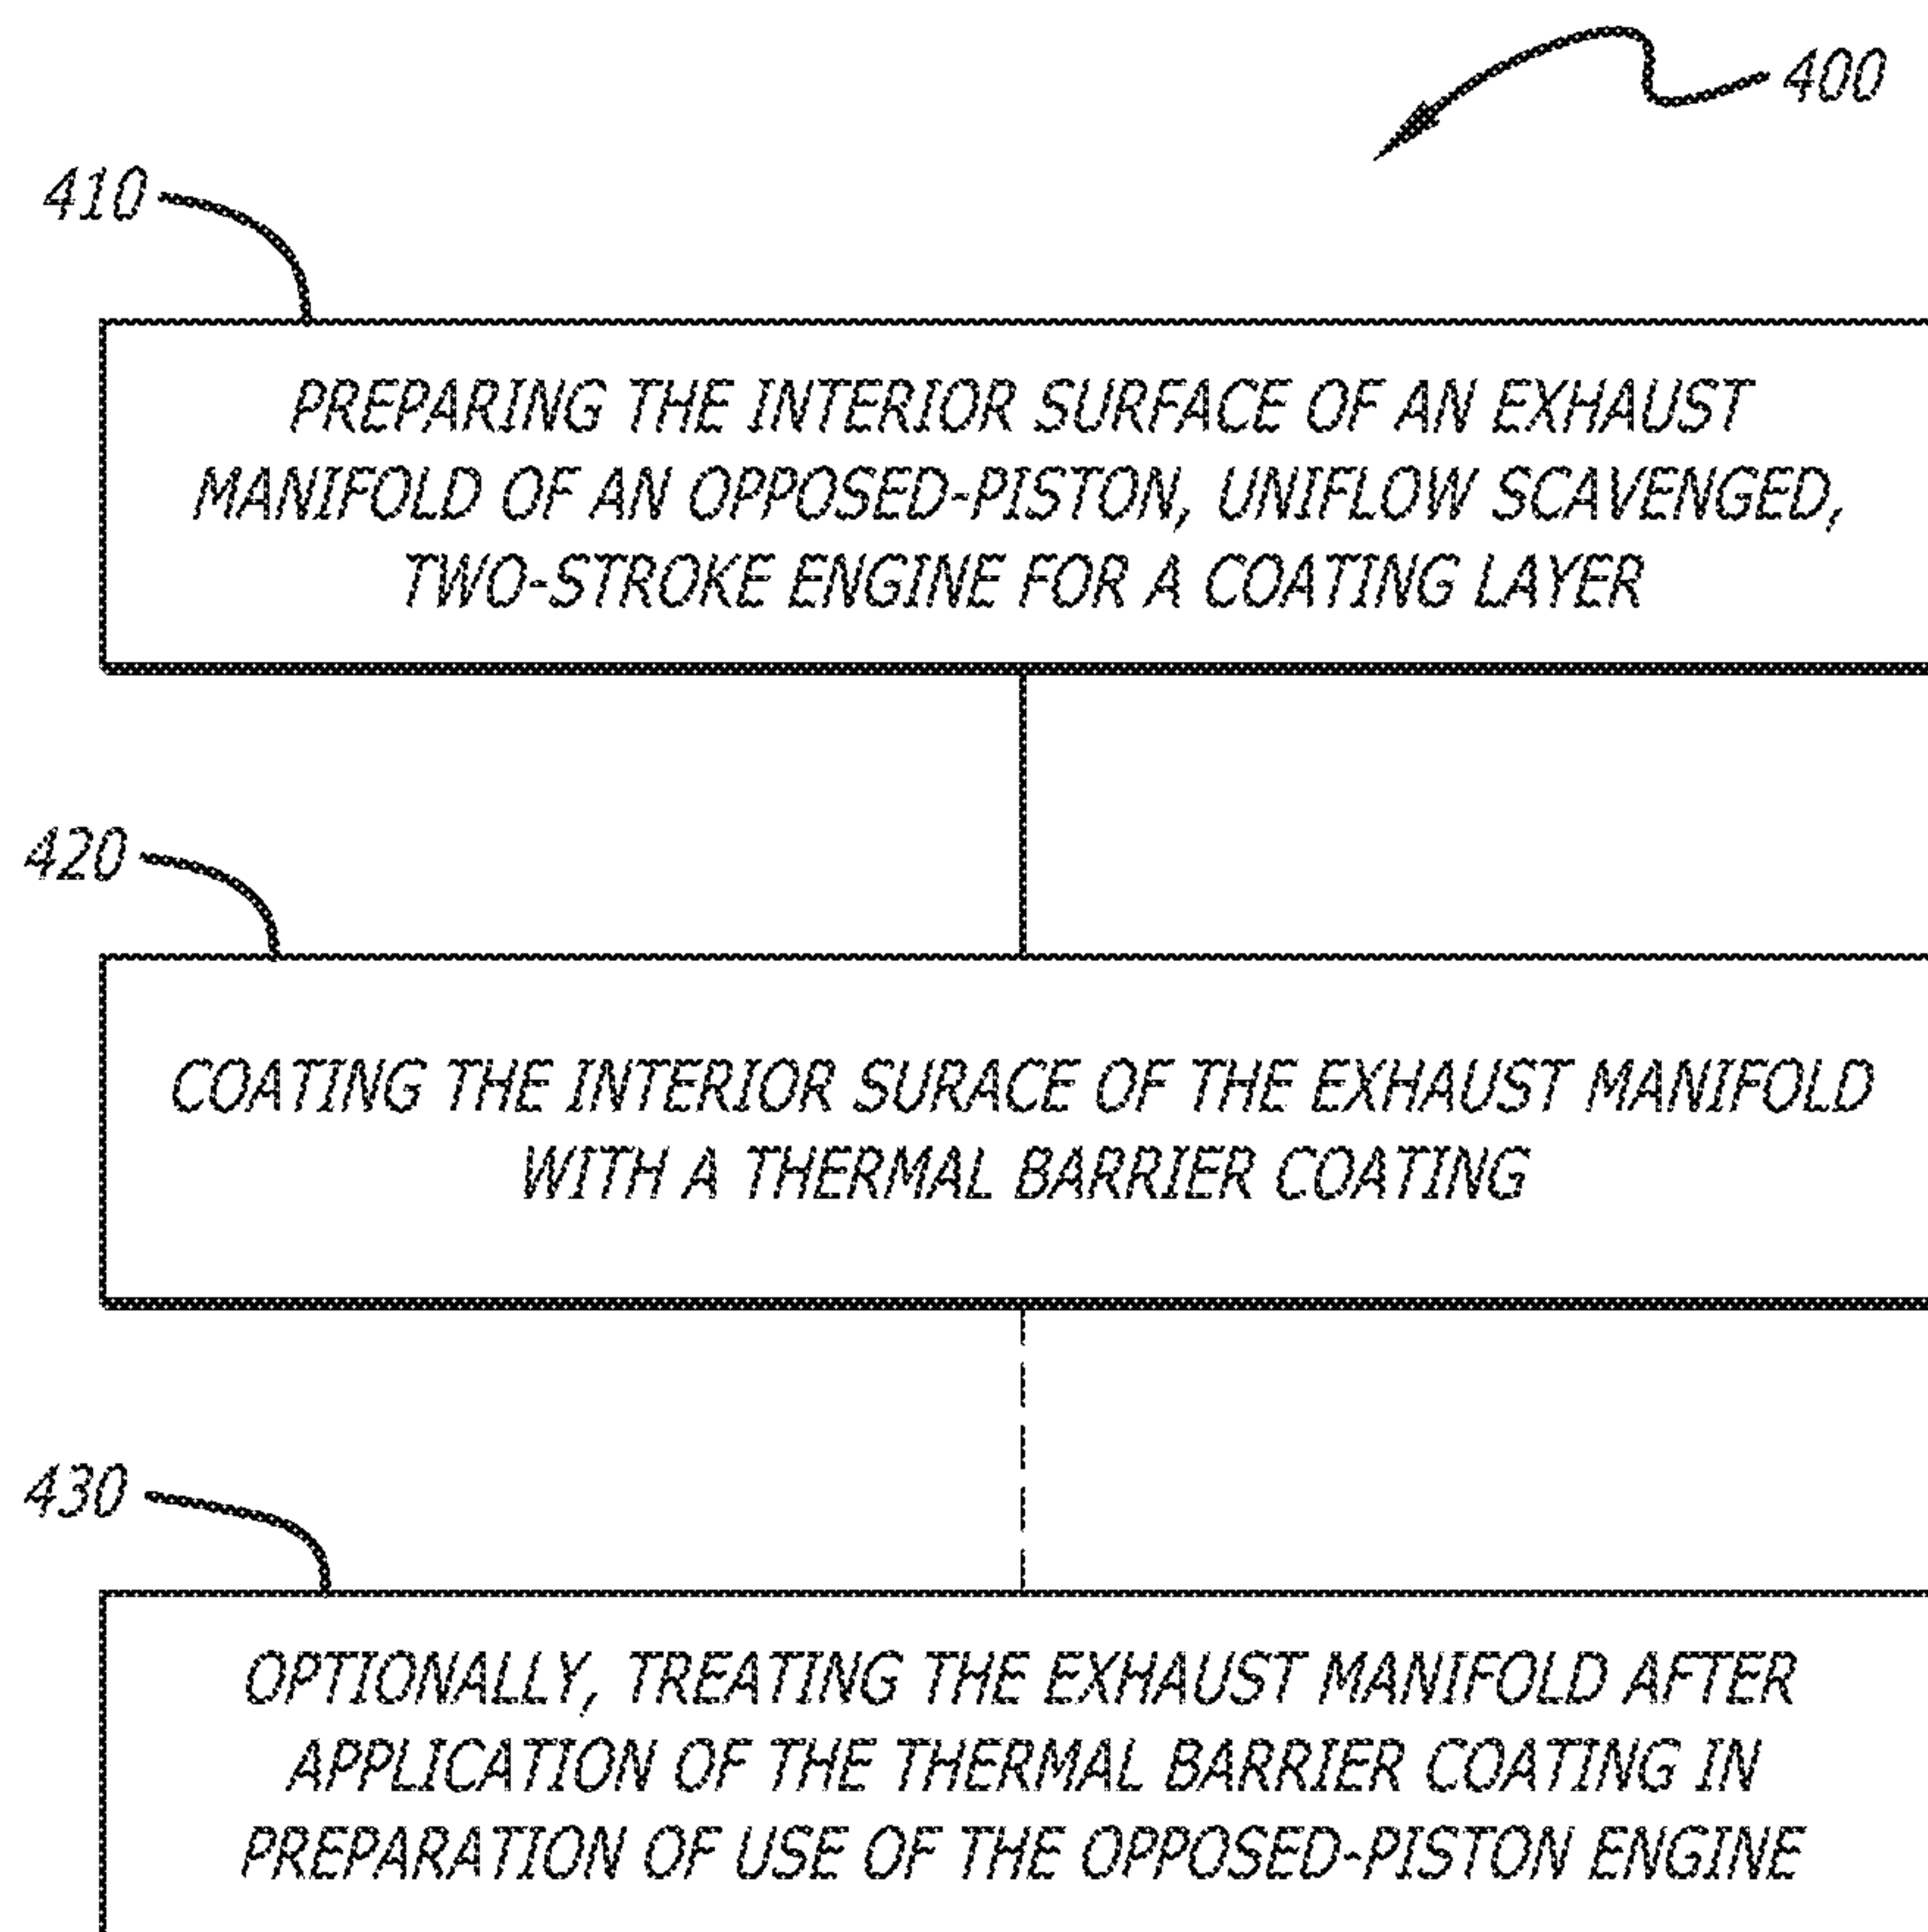 400
410
PREPARING THE INTERIOR SURFACE OF AN EXHAUST
MANIFOLD OF AN OPPOSED-PISTON, UNIFLOW SCAVENGED,
TWO-STROKE ENGINE FOR A COATING LAYER
420
COATING THE INTERIOR SURACE OF THE EXHAUST MANIFOLD
WITH A THERMAL BARRIER COATING
430
OPTIONALLY, TREATING THE EXHAUST MANIFOLD AFTER
APPLICATION OF THE THERMAL BARRIER COATING IN
PREPARATION OF USE OF THE OPPOSED-PISTON ENGINE